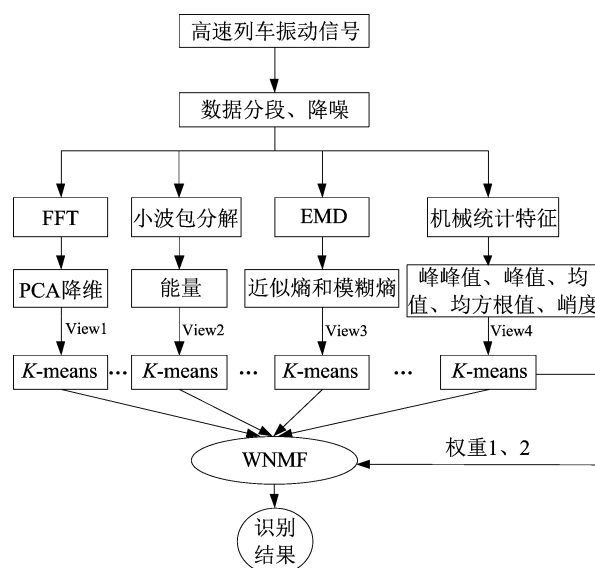 高速列车振动信号
数据分段、降噪
FFT
小波包分解
EMD
机械统计特征
PCA降维
能量
近似熵和模糊熵
峰峰值、峰值、均
值、均方根值、峭度
View1
View2
View3
View4
K-means
…
K-means
…
K-means
…
K-means
WNMF
权重1、2
识别
结果